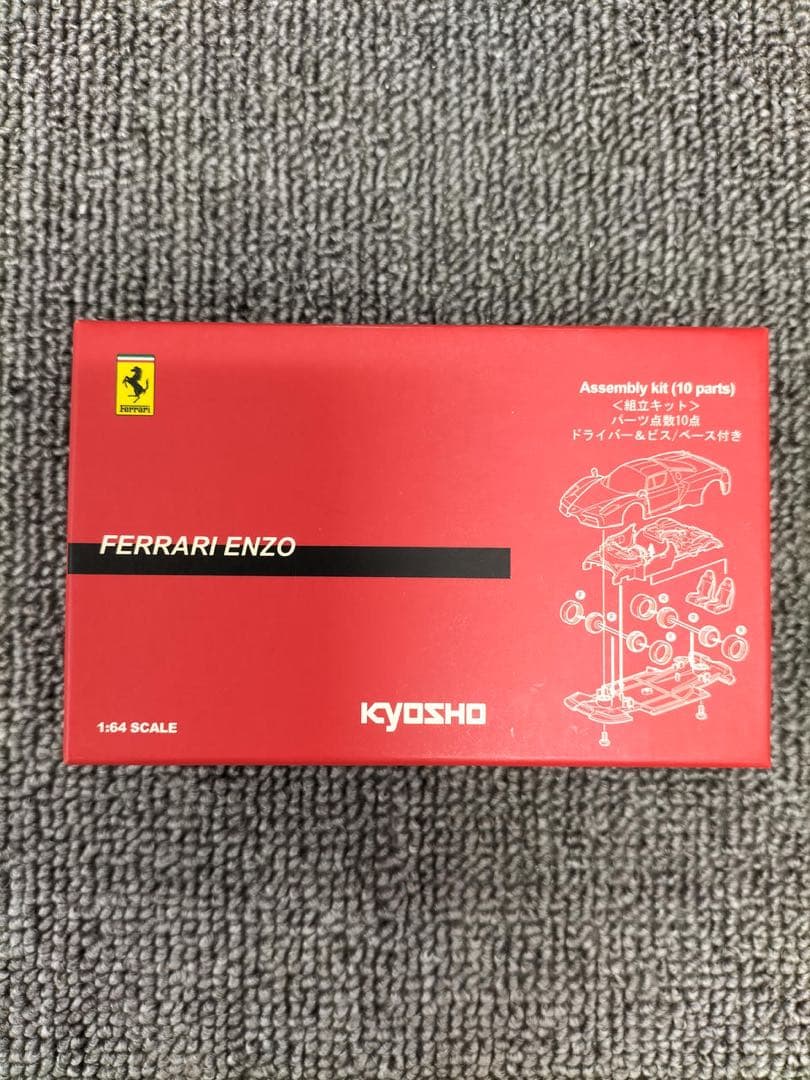 Ferrari
Assembly kit (10 parts)
＜組立キット＞
パーツ点数10点
ドライバー＆ビス/ベース付き
FERRARI ENZO
KYOSHO
1:64 SCALE